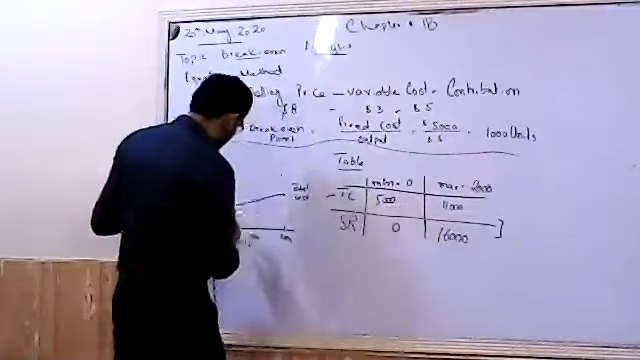 20th May 2020
Chapter # 18
Topic Break-even
Method
Selling Price - variable Cost = Contribution
$8 - $3 = $5
Break-even Point = Fixed Cost / output = $5000 / $5 = 1000 Units
Table
min = 0 max = 2000
TC 5000 11000
SR 0 16000
Total cost